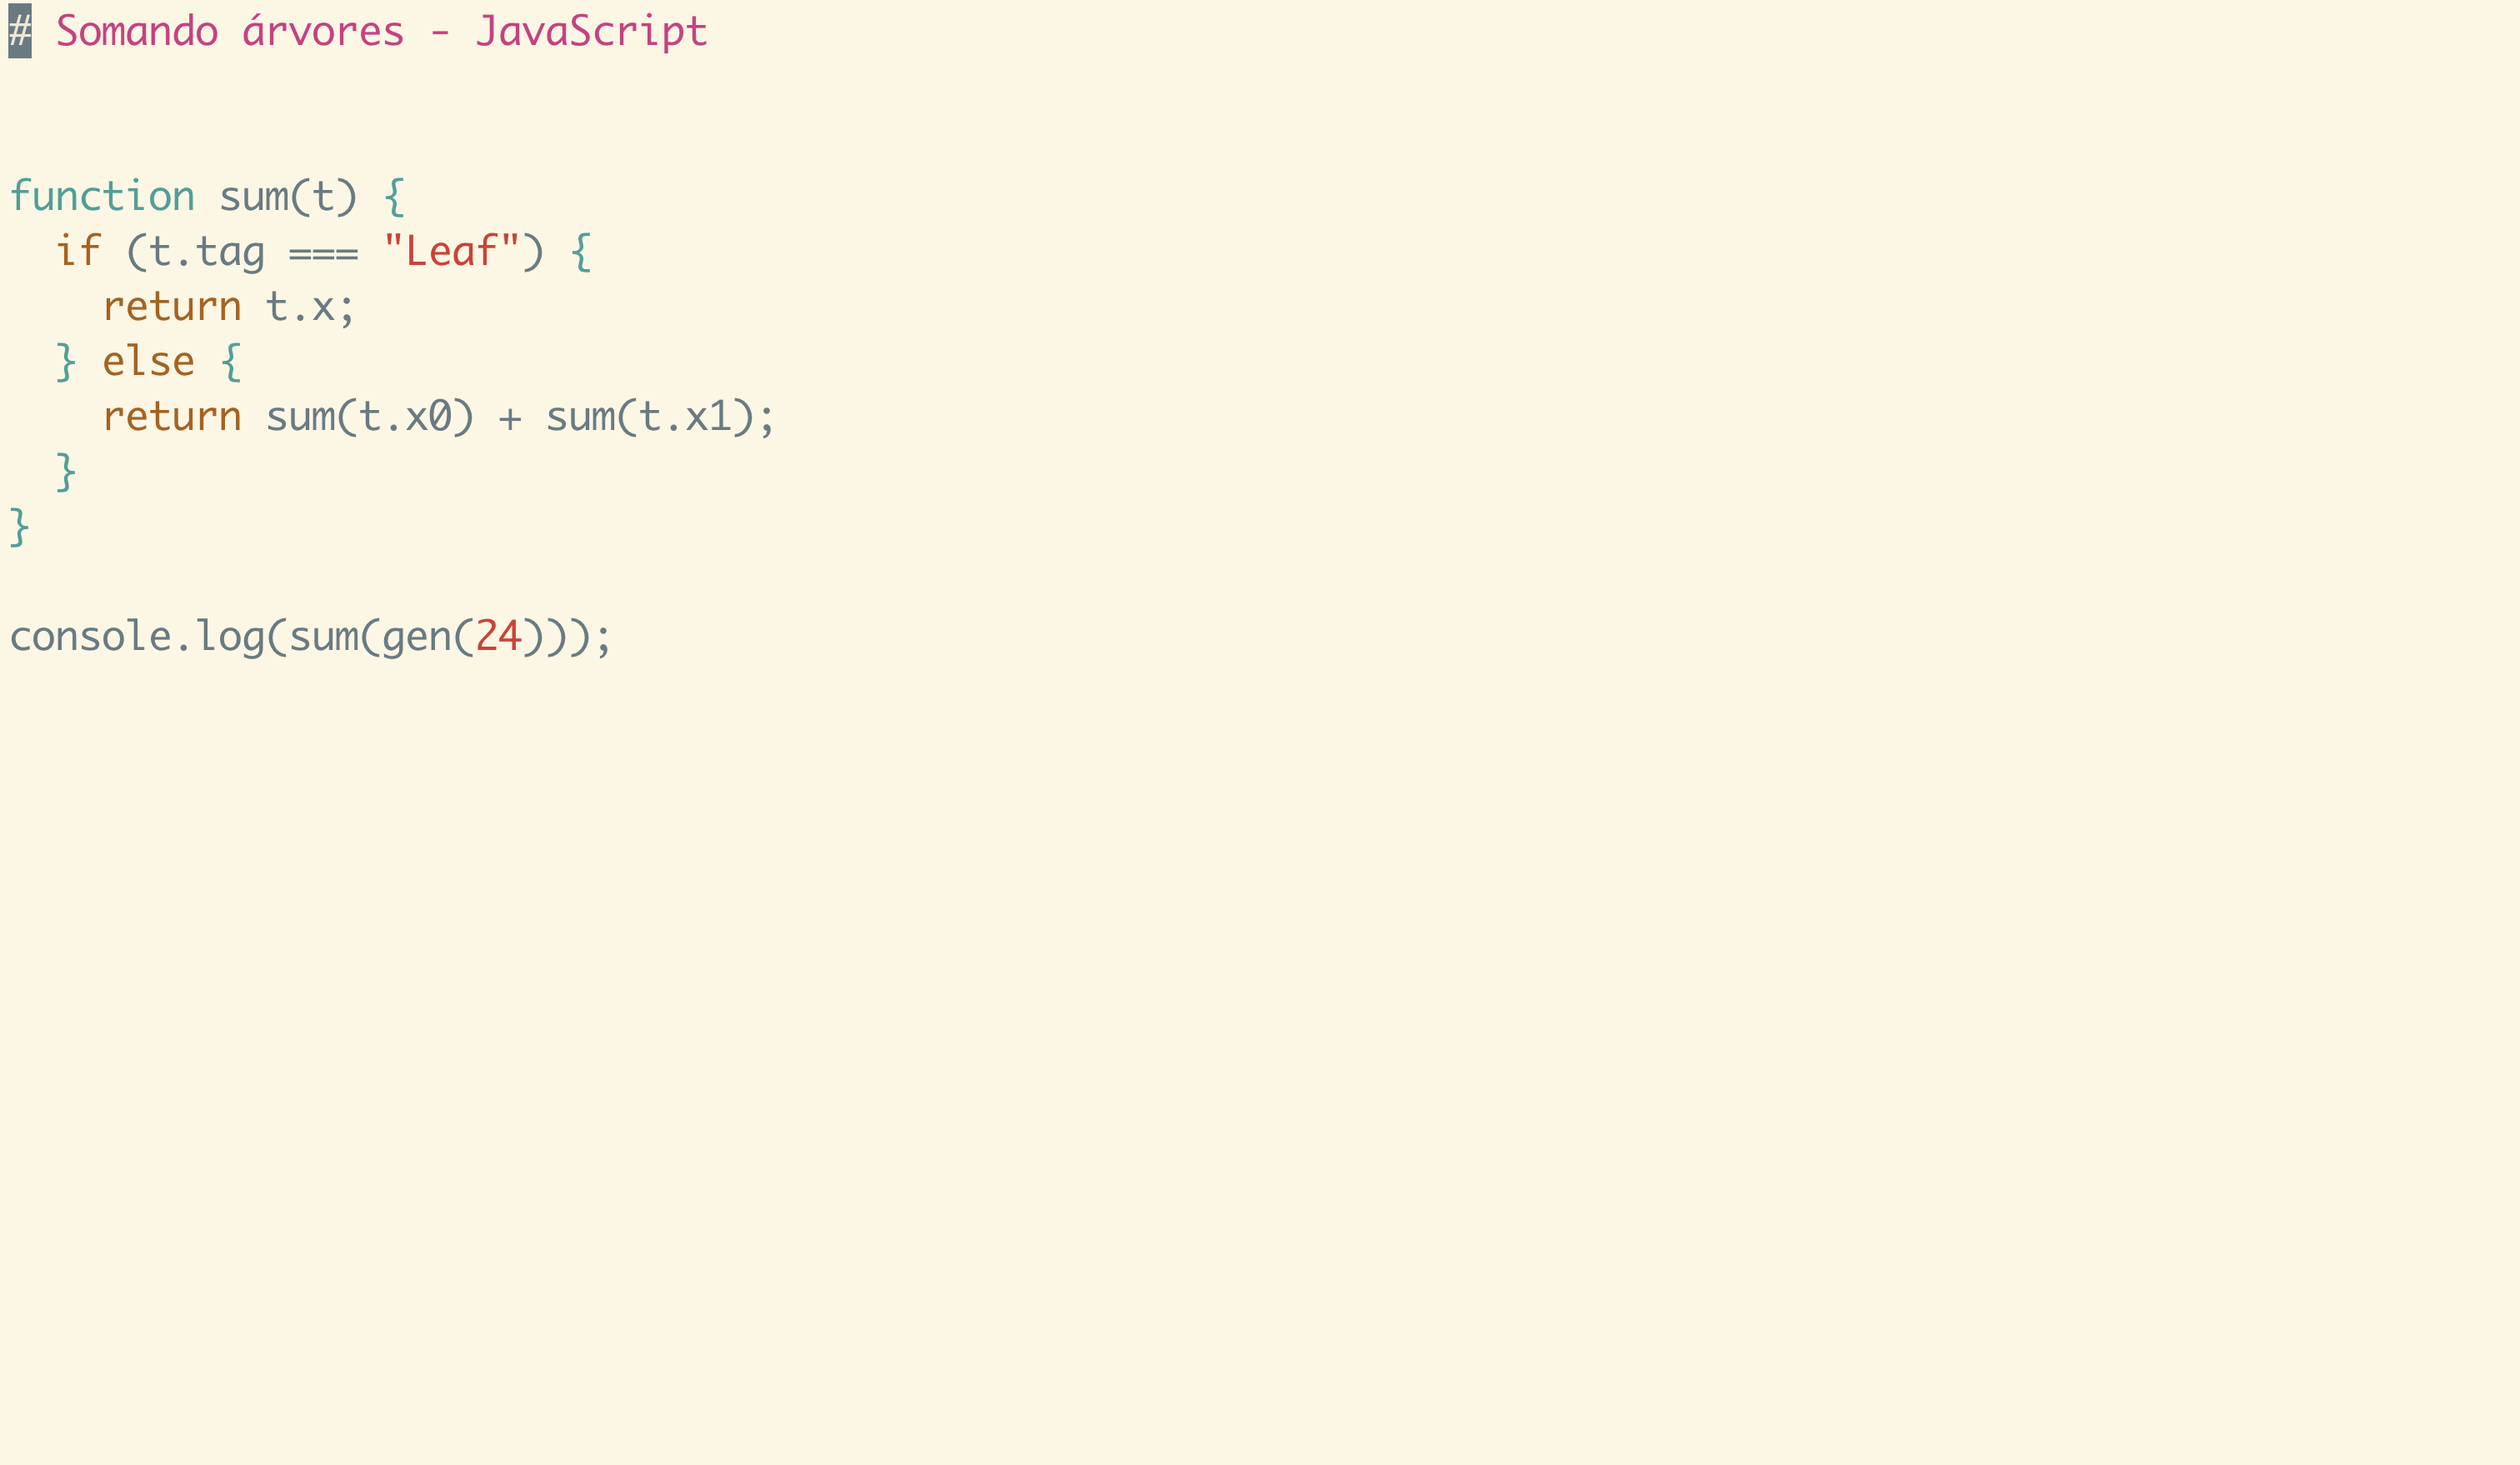 # Somando árvores - JavaScript
function sum(t) {
  if (t.tag === "Leaf") {
    return t.x;
  } else {
    return sum(t.x0) + sum(t.x1);
  }
}
console.log(sum(gen(24)));